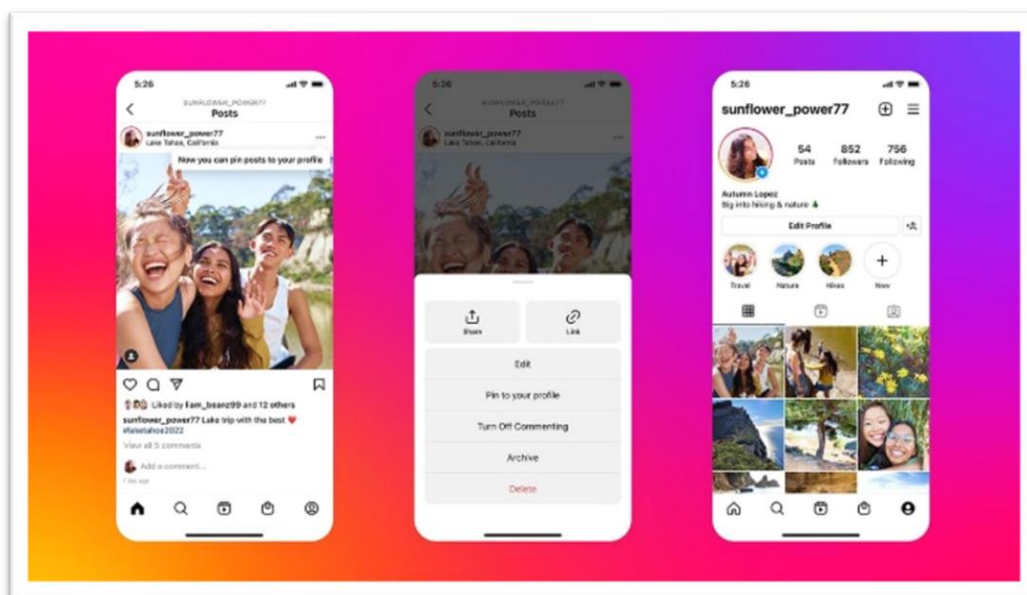 5:26
SUNFLOWER_POWER77
Posts
sunflower_power77
Lake Tahoe, California
Now you can pin posts to your profile
Liked by liam_beanz99 and 12 others
sunflower_power77 Lake trip with the best
#laketahoe2022
View all 5 comments
Add a comment...
5:26
SUNFLOWER_POWER77
Posts
sunflower_power77
Lake Tahoe, California
Share
Link
Edit
Pin to your profile
Turn Off Commenting
Archive
Delete
5:26
sunflower_power77
54
852
756
Posts
Followers
Following
Autumn Lopez
Big into hiking & nature
Edit Profile
Travel
Nature
Hikes
New